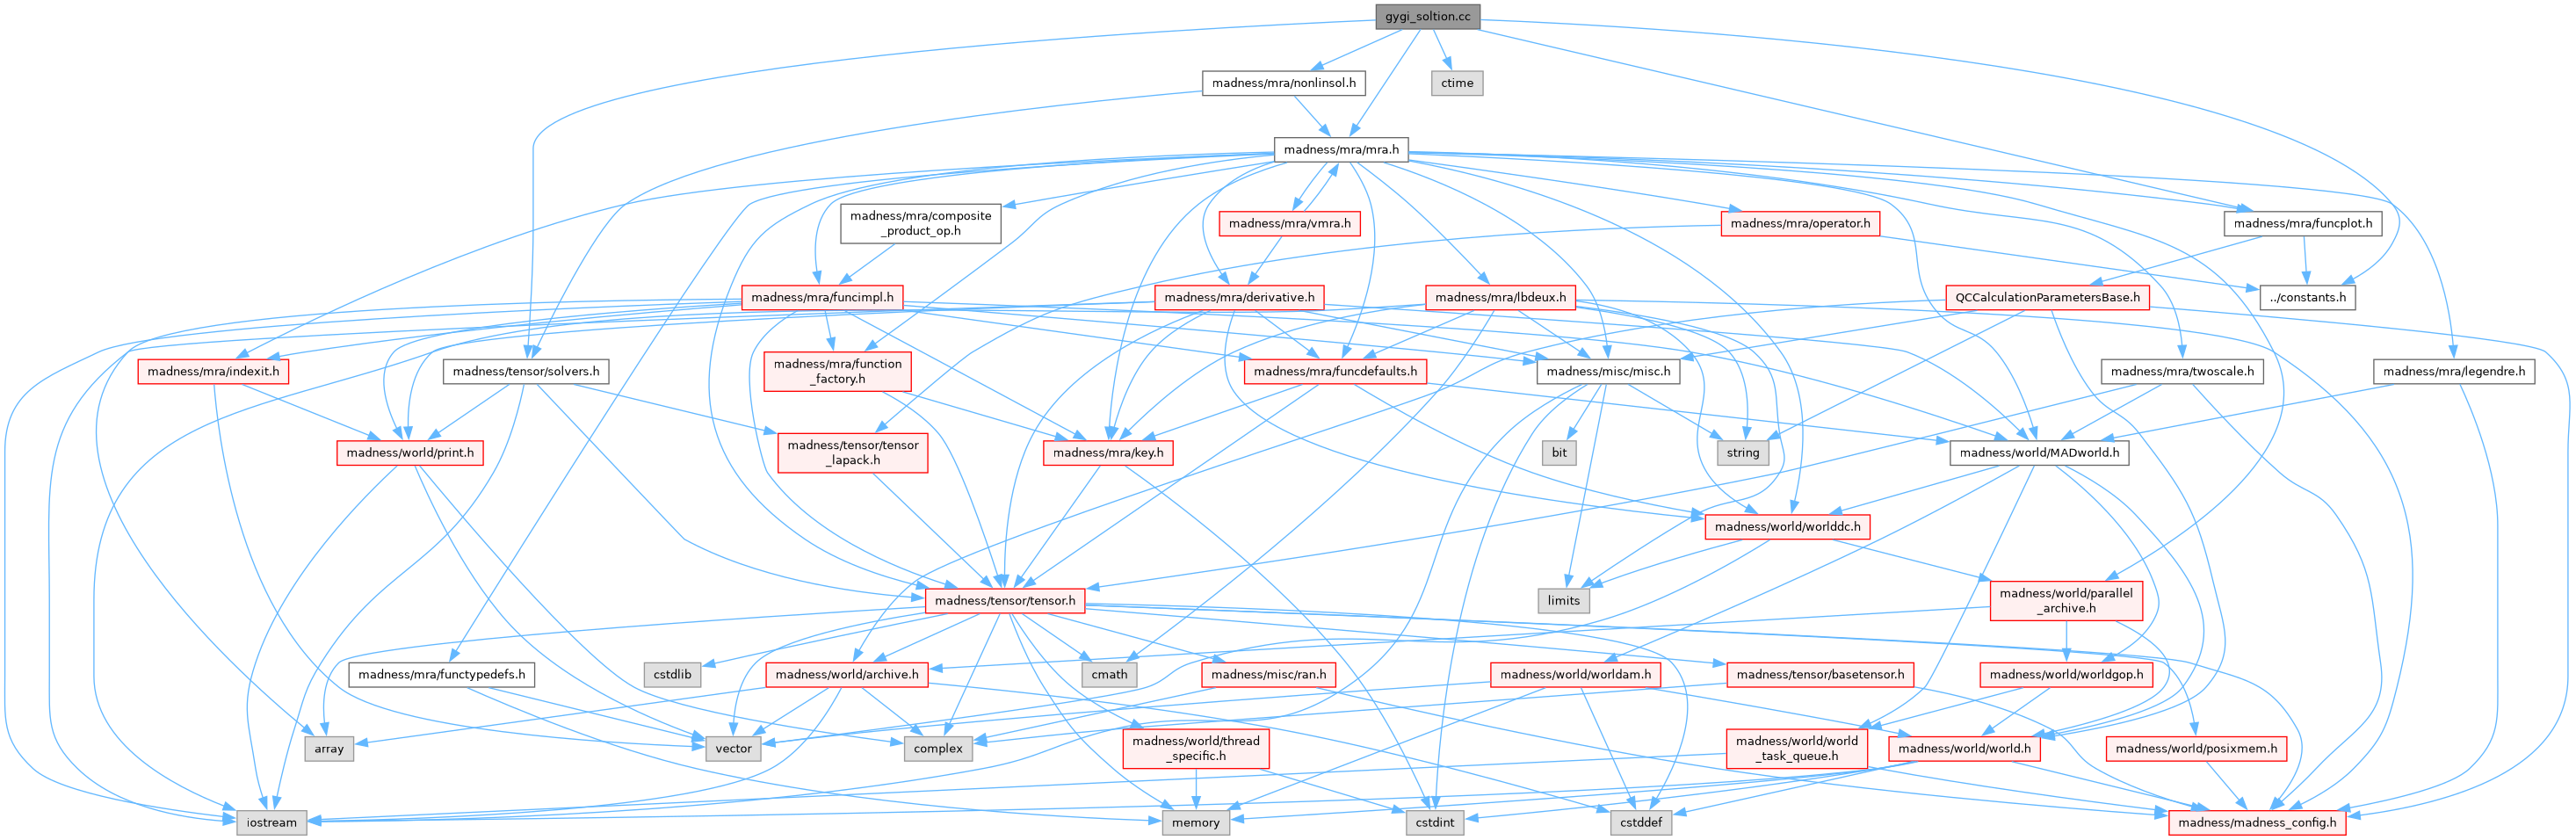 gygi_soltion.cc
madness/mra/nonlinsol.h
ctime
madness/mra/mra.h
madness/mra/composite
_product_op.h
madness/mra/vmra.h
madness/mra/operator.h
madness/mra/funcplot.h
madness/mra/funcimpl.h
madness/mra/derivative.h
madness/mra/lbdeux.h
QCCalculationParametersBase.h
../constants.h
madness/mra/indexit.h
madness/tensor/solvers.h
madness/mra/function
_factory.h
madness/mra/funcdefaults.h
madness/misc/misc.h
madness/mra/twoscale.h
madness/mra/legendre.h
madness/world/print.h
madness/tensor/tensor
_lapack.h
madness/mra/key.h
bit
string
madness/world/MADworld.h
madness/world/worlddc.h
madness/tensor/tensor.h
limits
madness/world/parallel
_archive.h
madness/mra/functypedefs.h
cstdlib
madness/world/archive.h
cmath
madness/misc/ran.h
madness/world/worldam.h
madness/tensor/basetensor.h
madness/world/worldgop.h
array
vector
complex
madness/world/thread
_specific.h
madness/world/world
_task_queue.h
madness/world/world.h
madness/world/posixmem.h
iostream
memory
cstdint
cstddef
madness/madness_config.h